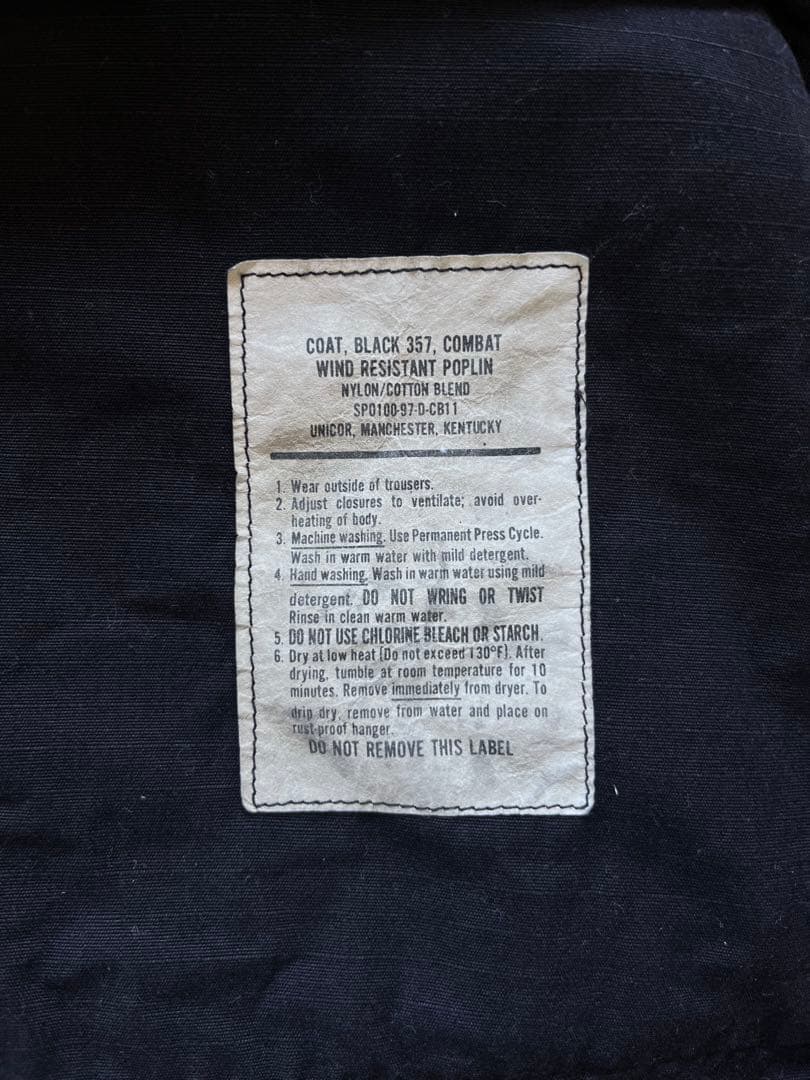 COAT, BLACK 357, COMBAT
WIND RESISTANT POPLIN
NYLON/COTTON BLEND
SPO100-97-D-CB11
UNICOR, MANCHESTER, KENTUCKY
1. Wear outside of trousers.
2. Adjust closures to ventilate; avoid over-
heating of body.
3. Machine washing. Use Permanent Press Cycle.
Wash in warm water with mild detergent.
4. Hand washing. Wash in warm water using mild
detergent. DO NOT WRING OR TWIST
Rinse in clean warm water.
5. DO NOT USE CHLORINE BLEACH OR STARCH.
6. Dry at low heat (Do not exceed 130°F). After
drying, tumble at room temperature for 10
minutes. Remove immediately from dryer. To
drip dry, remove from water and place on
rust-proof hanger.
DO NOT REMOVE THIS LABEL